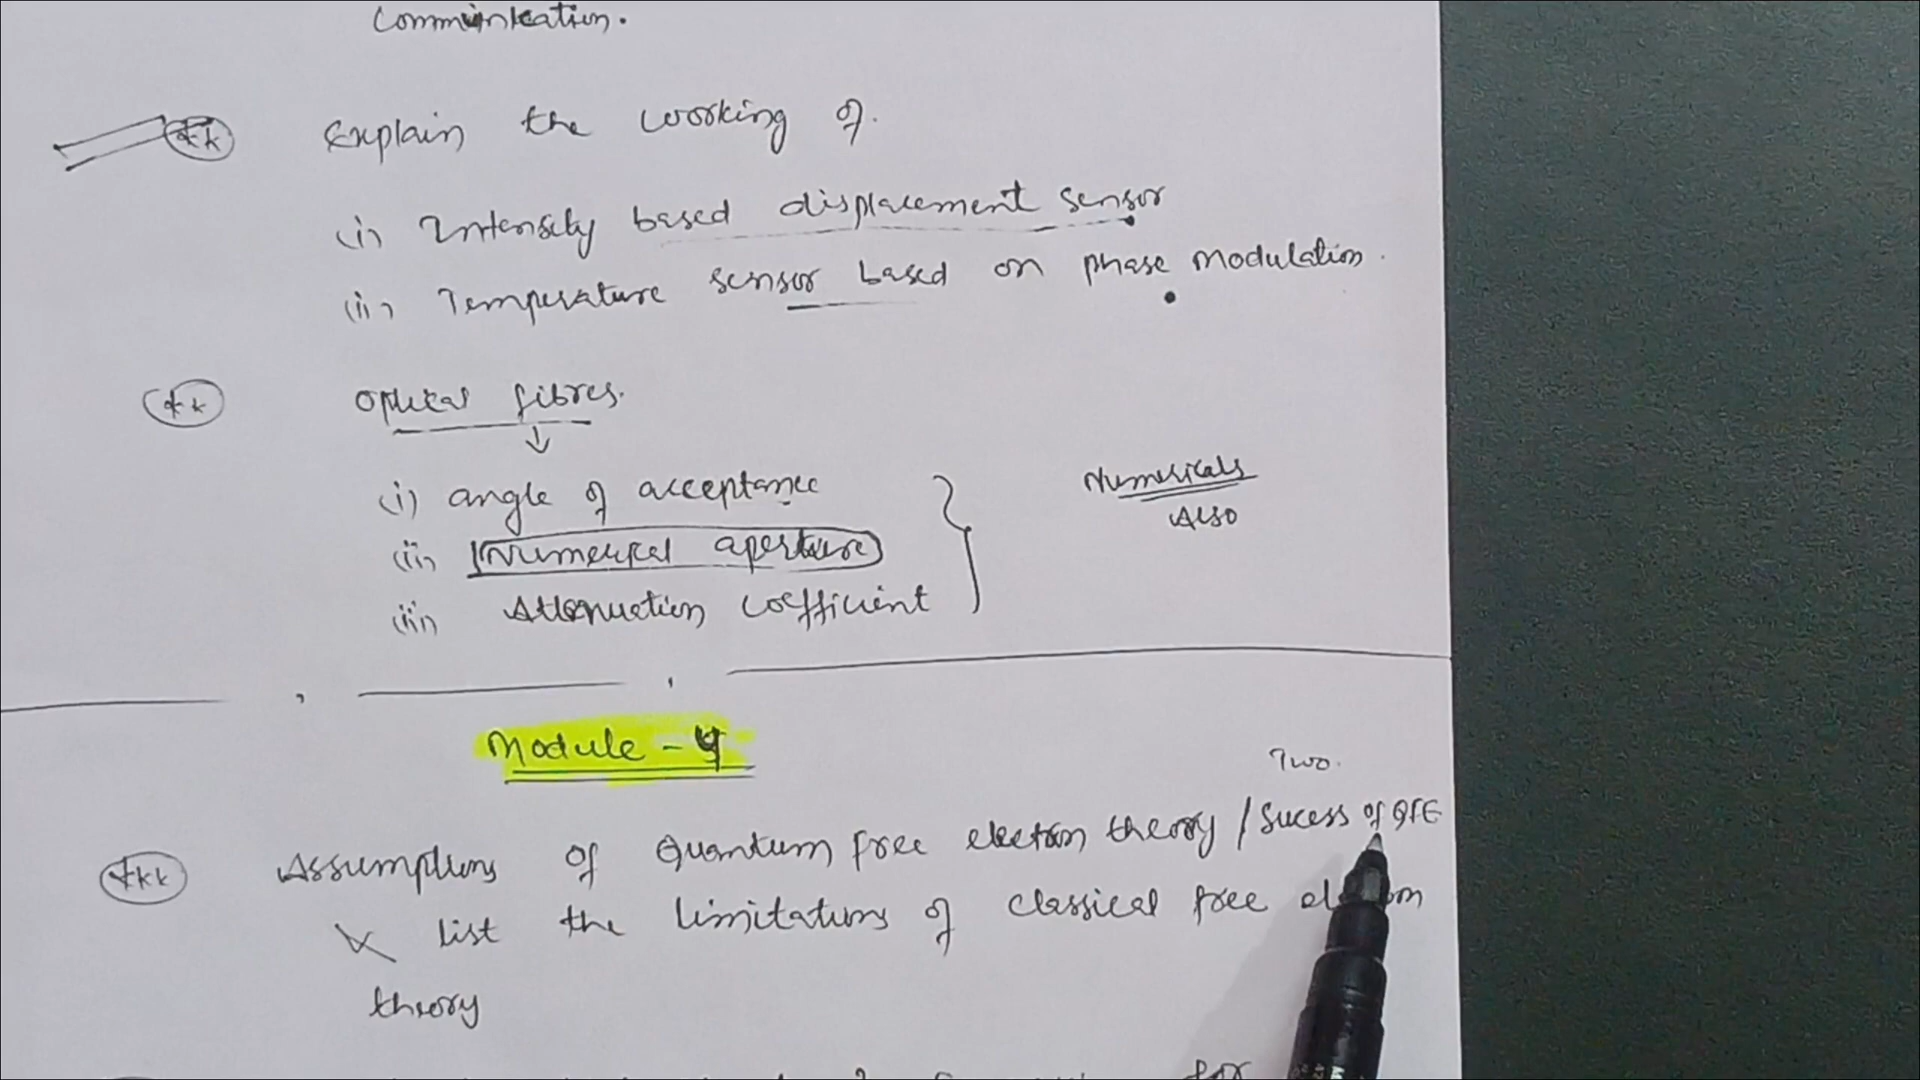 Communication.
** Explain the working of.
(i) Intensity based displacement sensor
(ii) Temperature sensor based on phase modulation.
** Optical fibres.
(i) angle of acceptance
(ii) Numerical aperture
(iii) Attenuation coefficient
Numericals
Also
Module - 4
Two.
*** Assumptions of Quantum free electron theory / Sucess of QFE
& list the limitations of classical free
theory
for